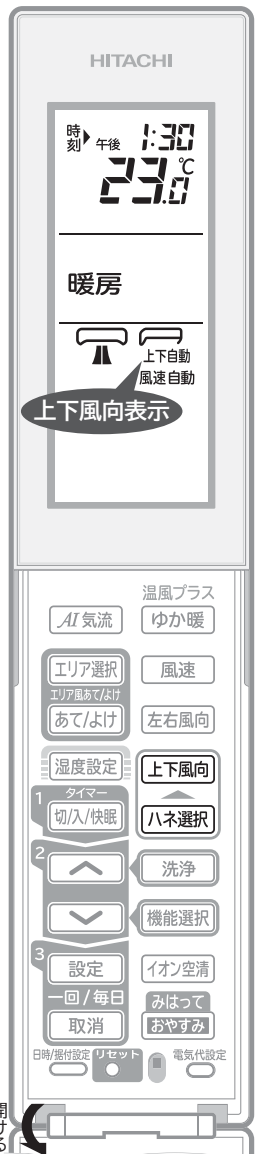 HITACHI
時刻 午後 1:30
23.0℃
暖房
上下自動
風速自動
上下風向表示
温風プラス
AI 気流 ゆか暖
エリア選択 風速
エリア風あて/よけ
あて/よけ 左右風向
湿度設定 上下風向
1 タイマー
切/入/快眠 ハネ選択
2 洗浄
機能選択
3 設定 イオン空清
一回/毎日 みはって
取消 おやすみ
日時/据付設定 リセット 電気代設定
開ける